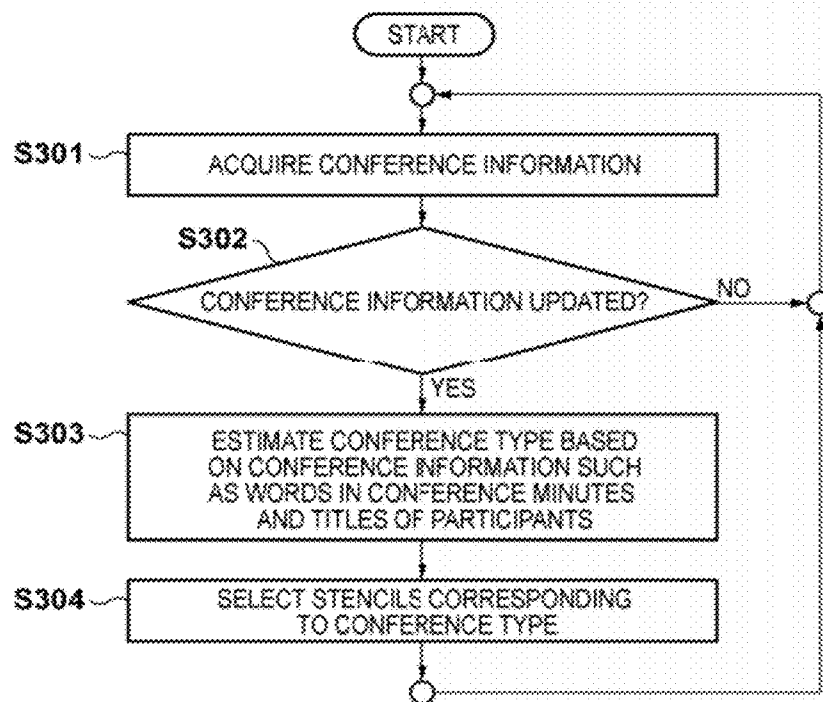 START
S301
ACQUIRE CONFERENCE INFORMATION
S302
CONFERENCE INFORMATION UPDATED?
NO
YES
S303
ESTIMATE CONFERENCE TYPE BASED
ON CONFERENCE INFORMATION SUCH
AS WORDS IN CONFERENCE MINUTES
AND TITLES OF PARTICIPANTS
S304
SELECT STENCILS CORRESPONDING
TO CONFERENCE TYPE